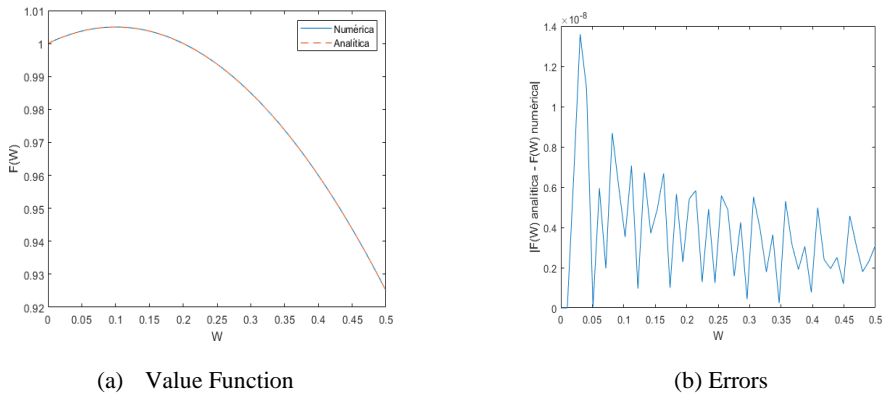 1.01
1
0.99
0.98
0.97
0.96
0.95
0.94
0.93
0.92
F(W)
0 0.05 0.1 0.15 0.2 0.25 0.3 0.35 0.4 0.45 0.5
W
Numérica
Analítica
(a) Value Function
×10⁻⁸
1.4
1.2
1
0.8
0.6
0.4
0.2
0
|F(W) analítica - F(W) numérica|
0 0.05 0.1 0.15 0.2 0.25 0.3 0.35 0.4 0.45 0.5
W
(b) Errors